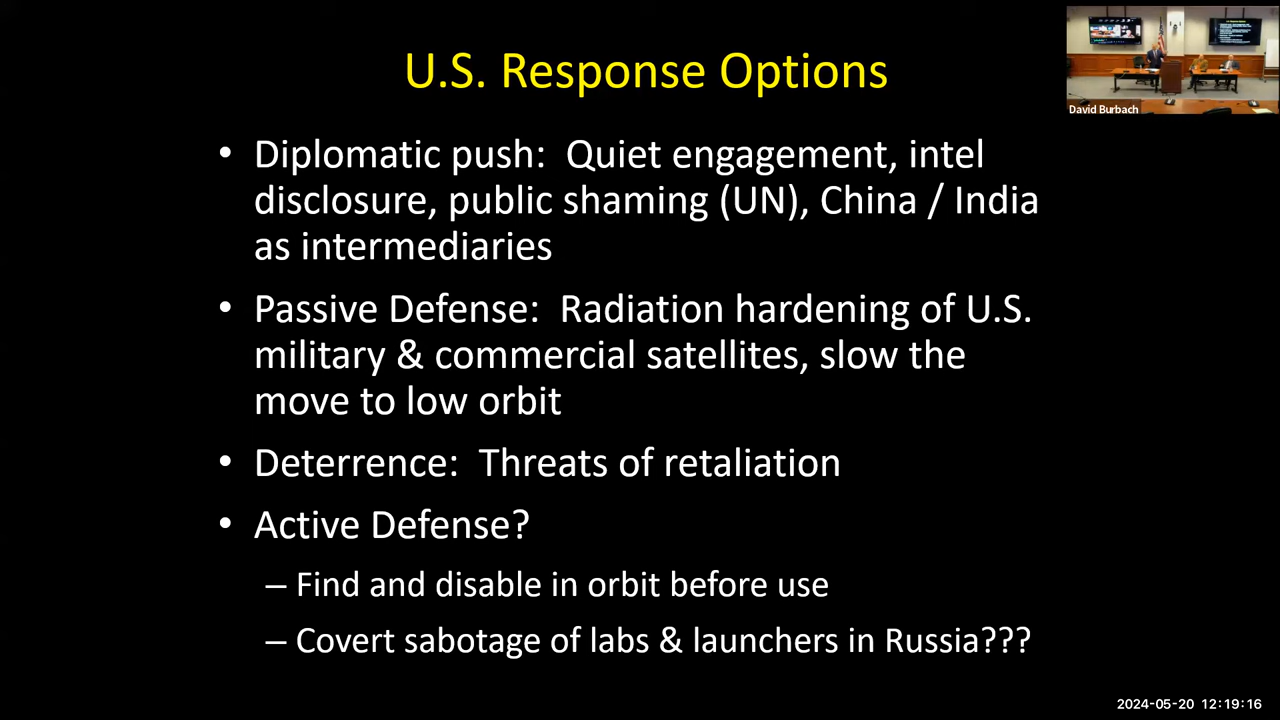 U.S. Response Options
David Burbach
• Diplomatic push:  Quiet engagement, intel
disclosure, public shaming (UN), China / India
as intermediaries
• Passive Defense:  Radiation hardening of U.S.
military & commercial satellites, slow the
move to low orbit
• Deterrence:  Threats of retaliation
• Active Defense?
– Find and disable in orbit before use
– Covert sabotage of labs & launchers in Russia???
2024-05-20 12:19:16